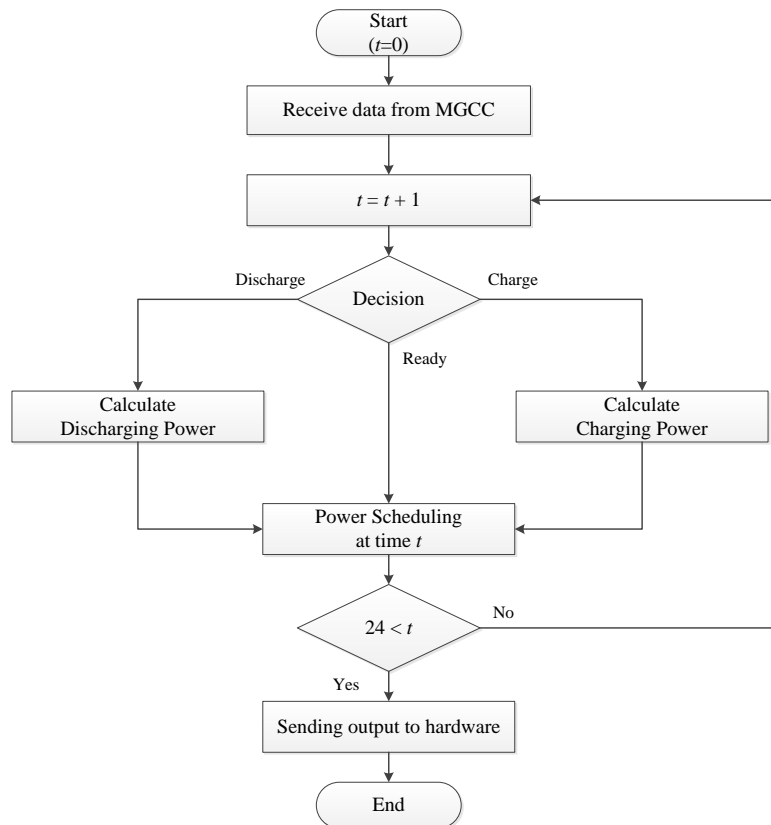 Start
(t=0)
Receive data from MGCC
t = t + 1
Discharge
Charge
Decision
Ready
Calculate
Discharging Power
Calculate
Charging Power
Power Scheduling
at time t
24 < t
No
Yes
Sending output to hardware
End